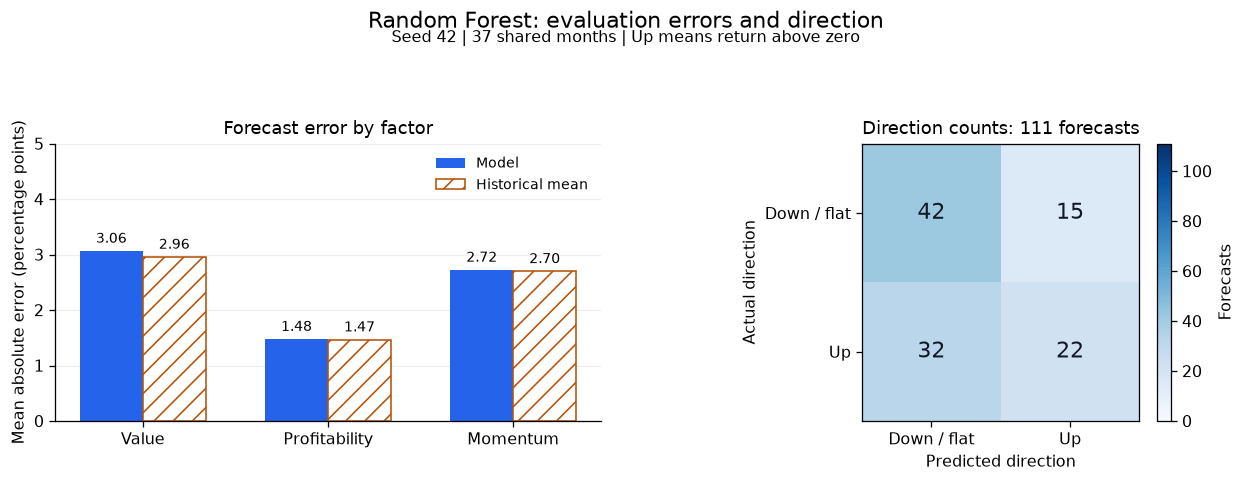 Random Forest: evaluation errors and direction
Seed 42 | 37 shared months | Up means return above zero
Forecast error by factor
Mean absolute error (percentage points)
5
4
3
2
1
0
Model
Historical mean
3.06
2.96
1.48
1.47
2.72
2.70
Value
Profitability
Momentum
Direction counts: 111 forecasts
Actual direction
Down / flat
Up
42
15
32
22
Down / flat
Up
Predicted direction
100
80
60
40
20
0
Forecasts